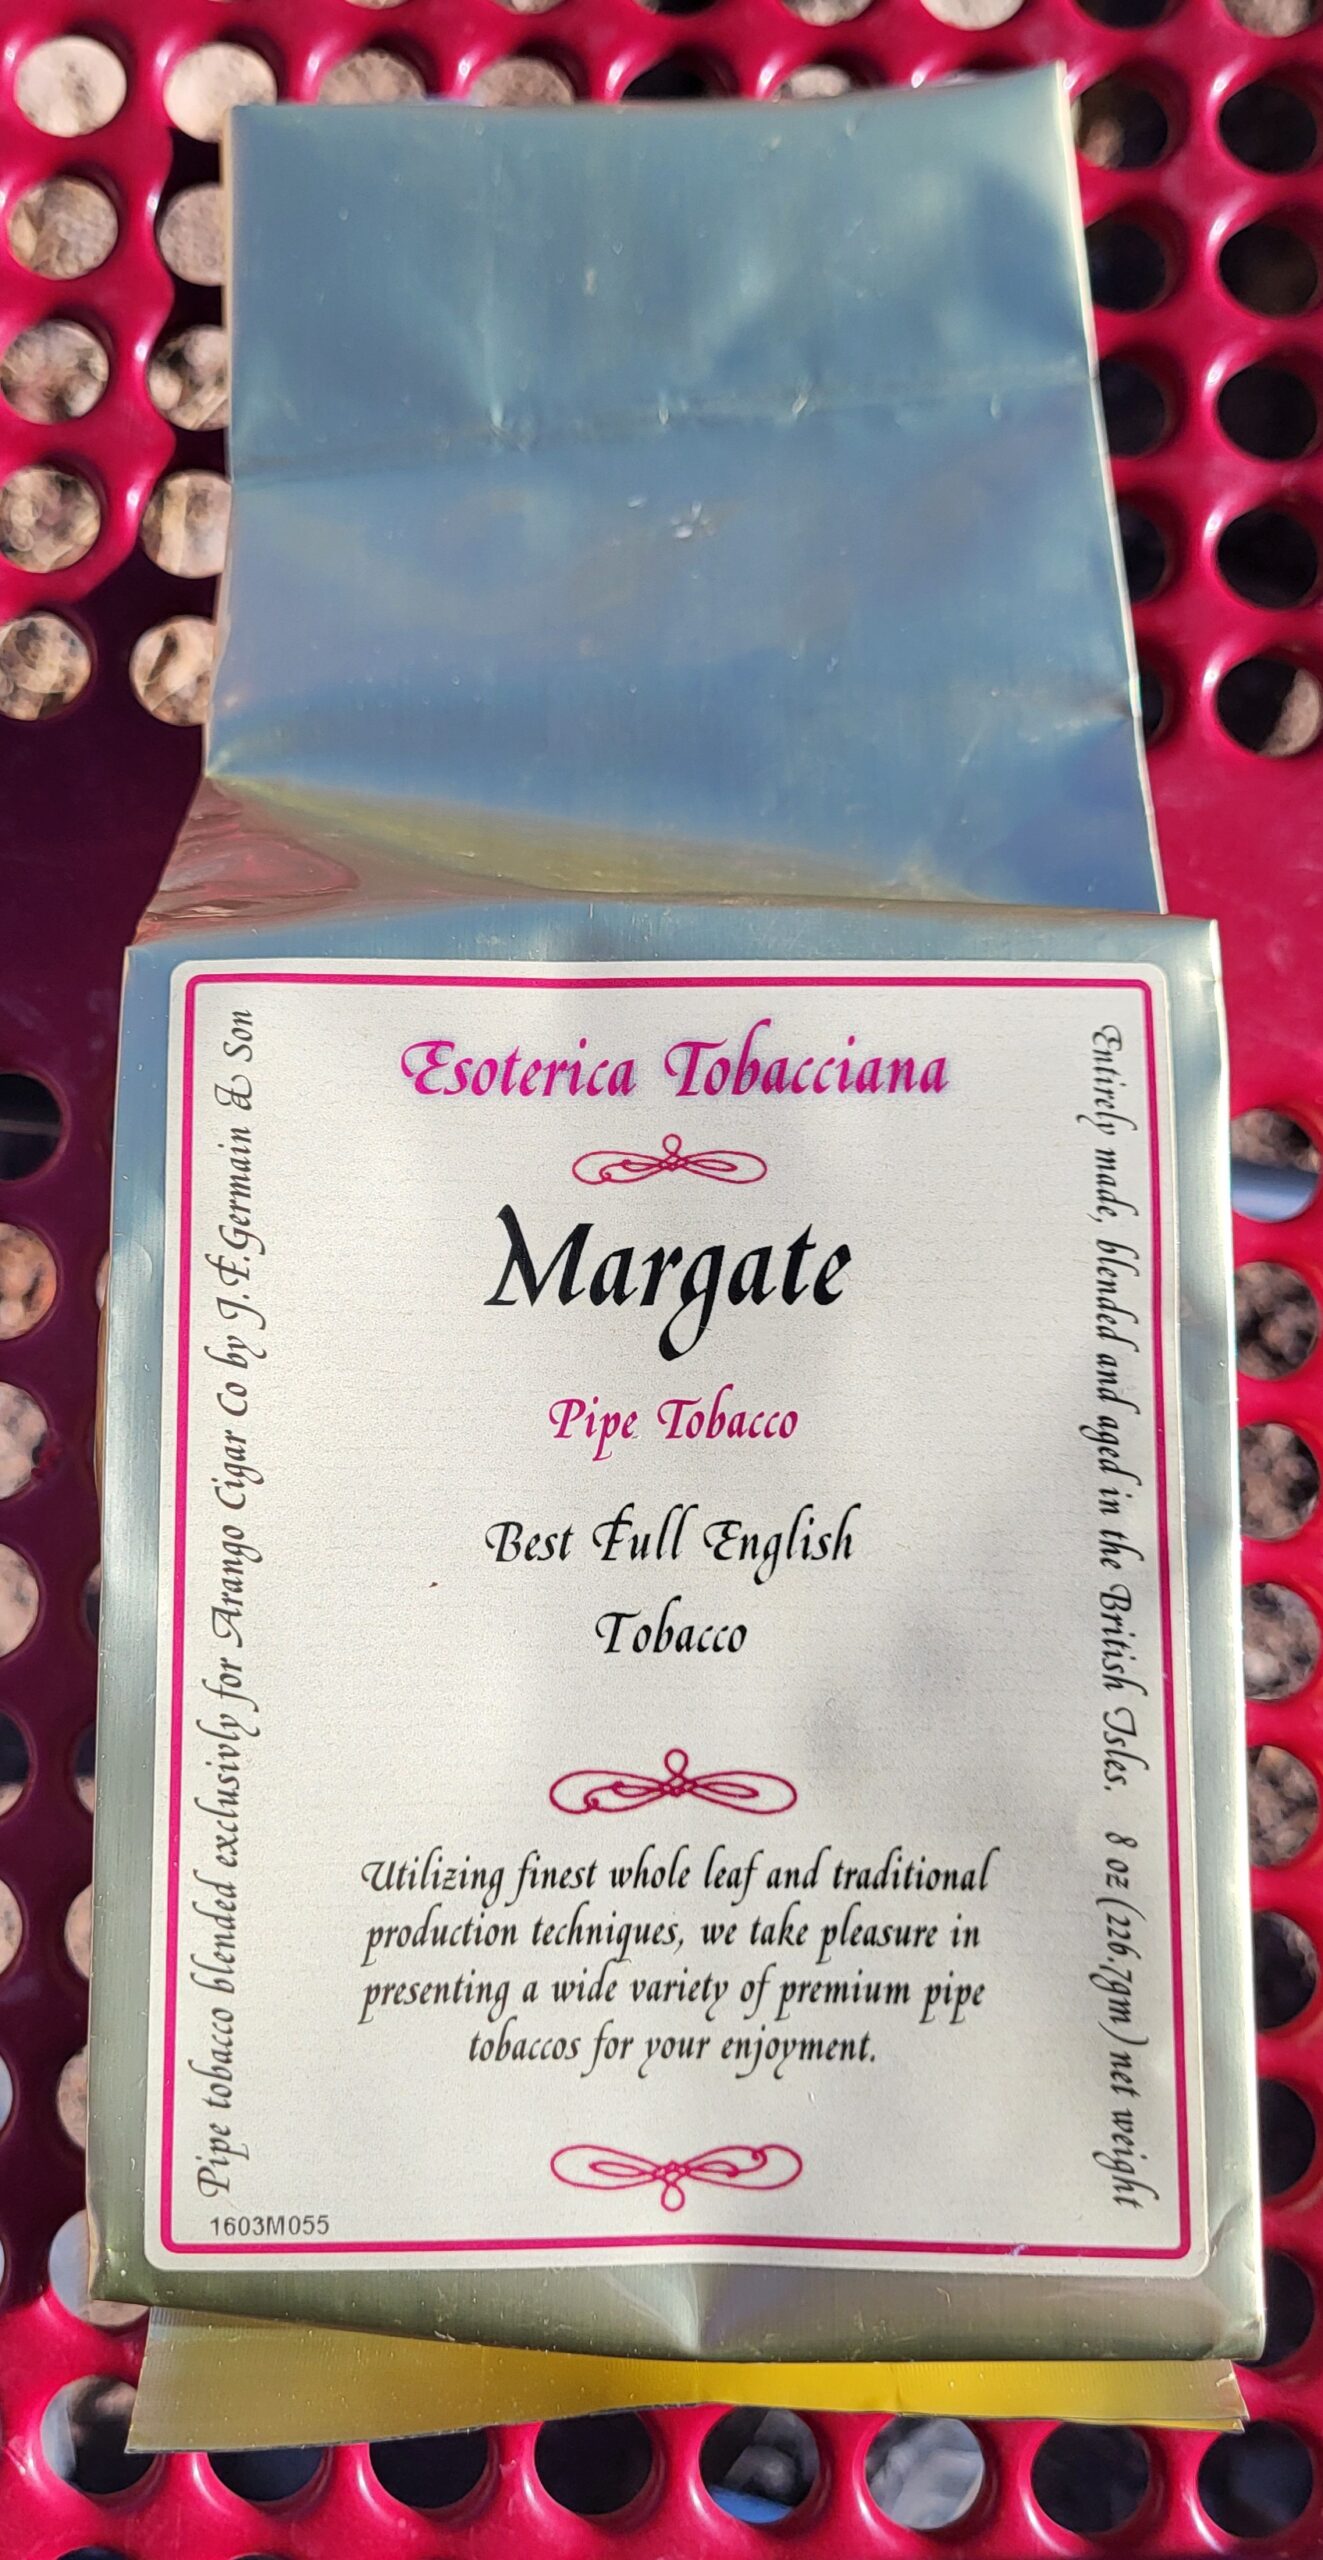 Esoterica Tobacciana
Margate
Pipe Tobacco
Best Full English
Tobacco
Utilizing finest whole leaf and traditional
production techniques, we take pleasure in
presenting a wide variety of premium pipe
tobaccos for your enjoyment.
Pipe tobacco blended exclusivly for Arango Cigar Co by J.F.Germain & Son
Entirely made, blended and aged in the British Isles. 8 oz (226.7gm) net weight
1603M055